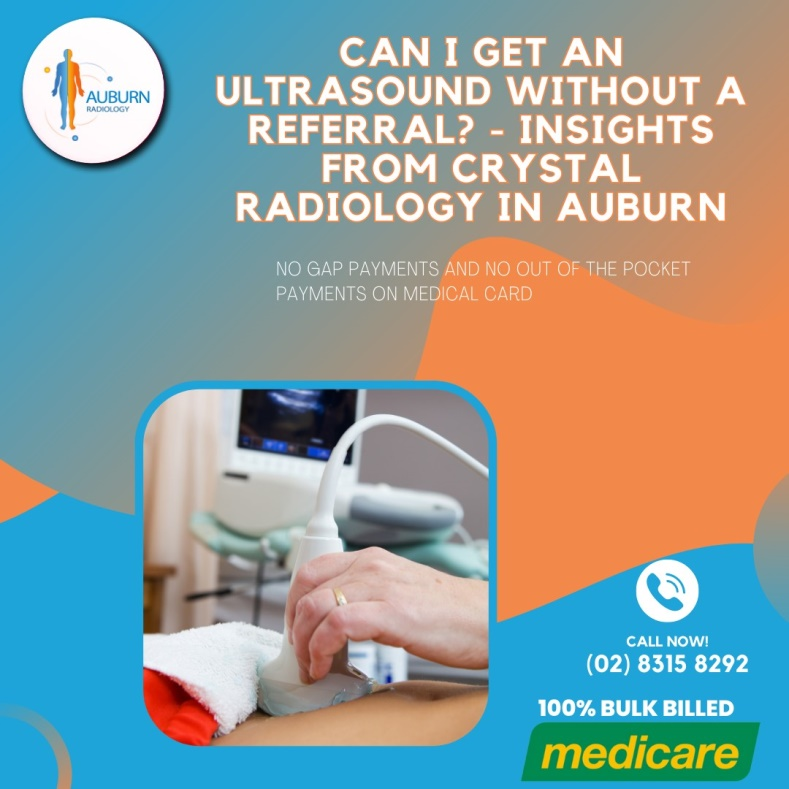 AUBURN
RADIOLOGY
CAN I GET AN
ULTRASOUND WITHOUT A
REFERRAL? - INSIGHTS
FROM CRYSTAL
RADIOLOGY IN AUBURN
NO GAP PAYMENTS AND NO OUT OF THE POCKET
PAYMENTS ON MEDICAL CARD
CALL NOW!
(02) 8315 8292
100% BULK BILLED
medicare